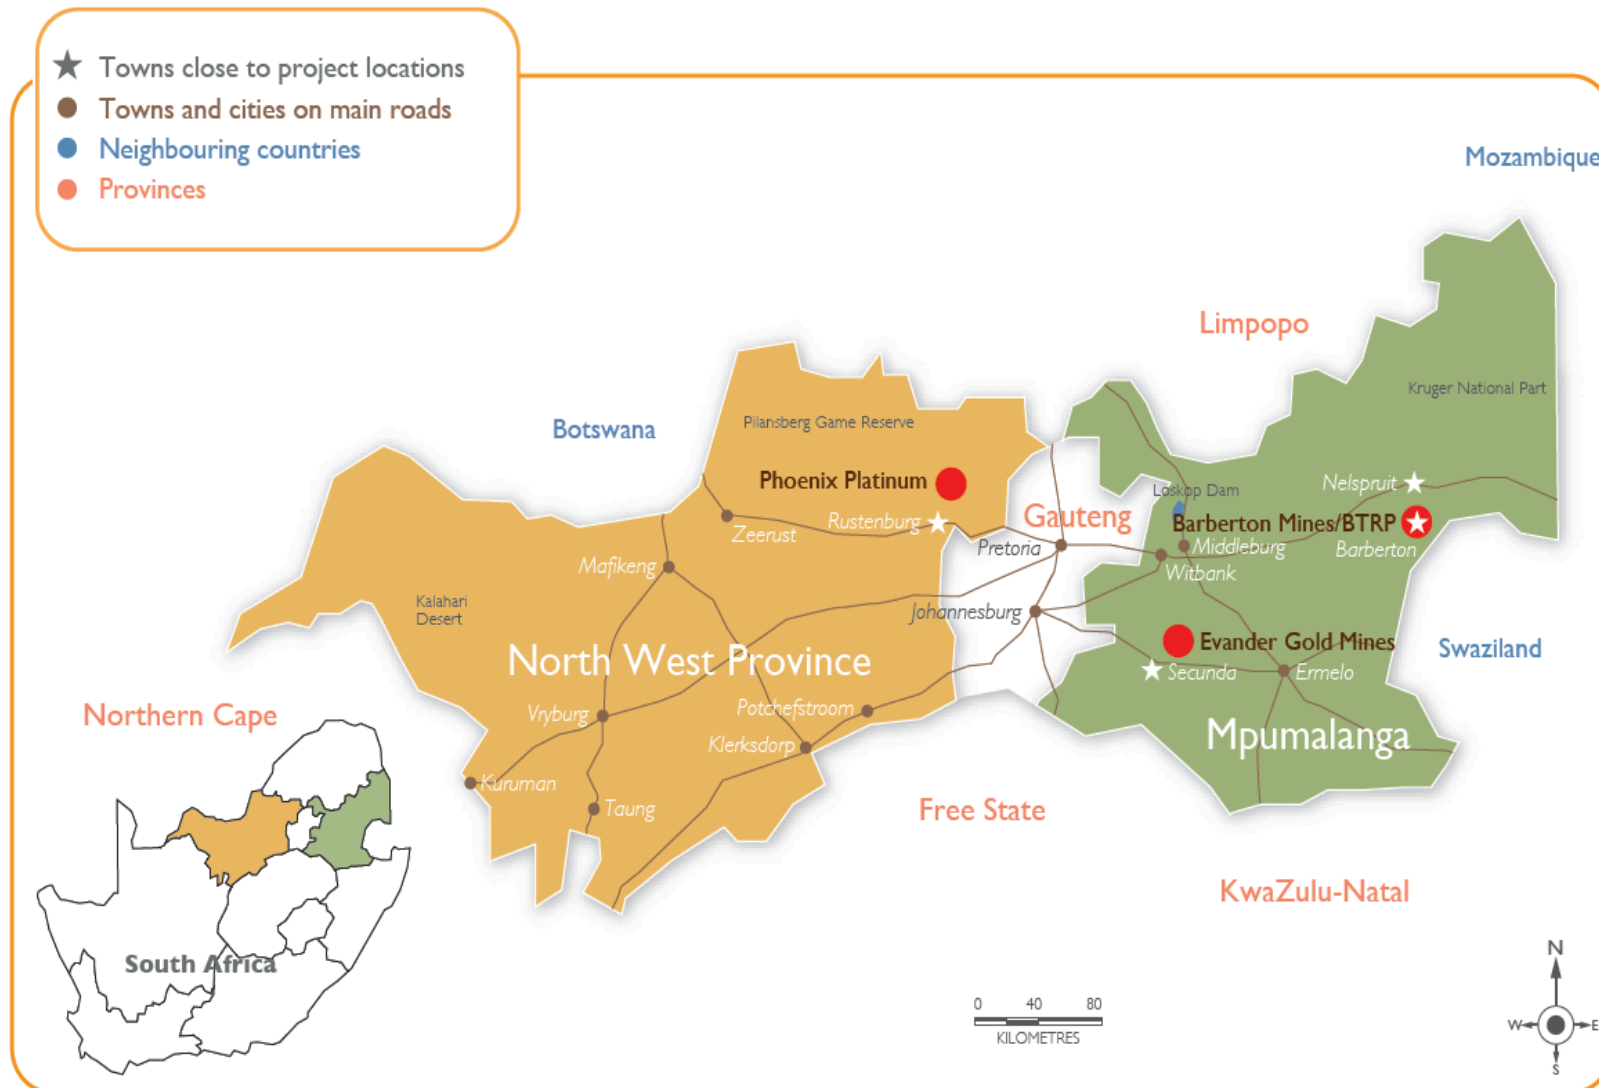 Towns close to project locations
Towns and cities on main roads
Neighbouring countries
Provinces
Mozambique
Limpopo
Kruger National Part
Botswana
Pilansberg Game Reserve
Phoenix Platinum
Nelspruit
Loskop Dam
Rustenburg
Gauteng
Barberton Mines/BTRP
Zeerust
Pretoria
Middleburg
Barberton
Mafikeng
Witbank
Kalahari
Desert
Johannesburg
Evander Gold Mines
Swaziland
North West Province
Secunda
Ermelo
Northern Cape
Vryburg
Potchefstroom
Mpumalanga
Klerksdorp
Kuruman
Taung
Free State
KwaZulu-Natal
South Africa
N
W
E
S
0 40 80
KILOMETRES